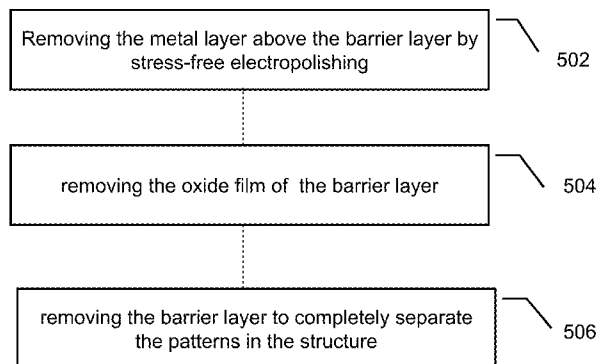 Removing the metal layer above the barrier layer by
stress-free electropolishing
502
removing the oxide film of the barrier layer
504
removing the barrier layer to completely separate
the patterns in the structure
506